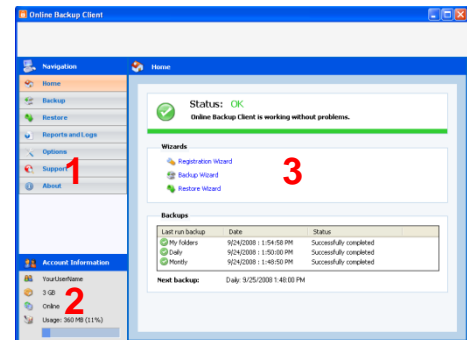 Online Backup Client
Navigation
Home
Backup
Restore
Reports and Logs
Options
Support
About
1
Account Information
YourUserName
3 GB
Online
Usage: 360 MB (11%)
2
Home
Status: OK
Online Backup Client is working without problems.
Wizards
Registration Wizard
Backup Wizard
Restore Wizard
3
Backups
Last run backup Date Status
My folders 9/24/2008 : 1:54:58 PM Successfully completed
Daily 9/24/2008 : 1:50:00 PM Successfully completed
Montly 9/24/2008 : 1:48:50 PM Successfully completed
Next backup: Daily: 9/25/2008 1:48:00 PM